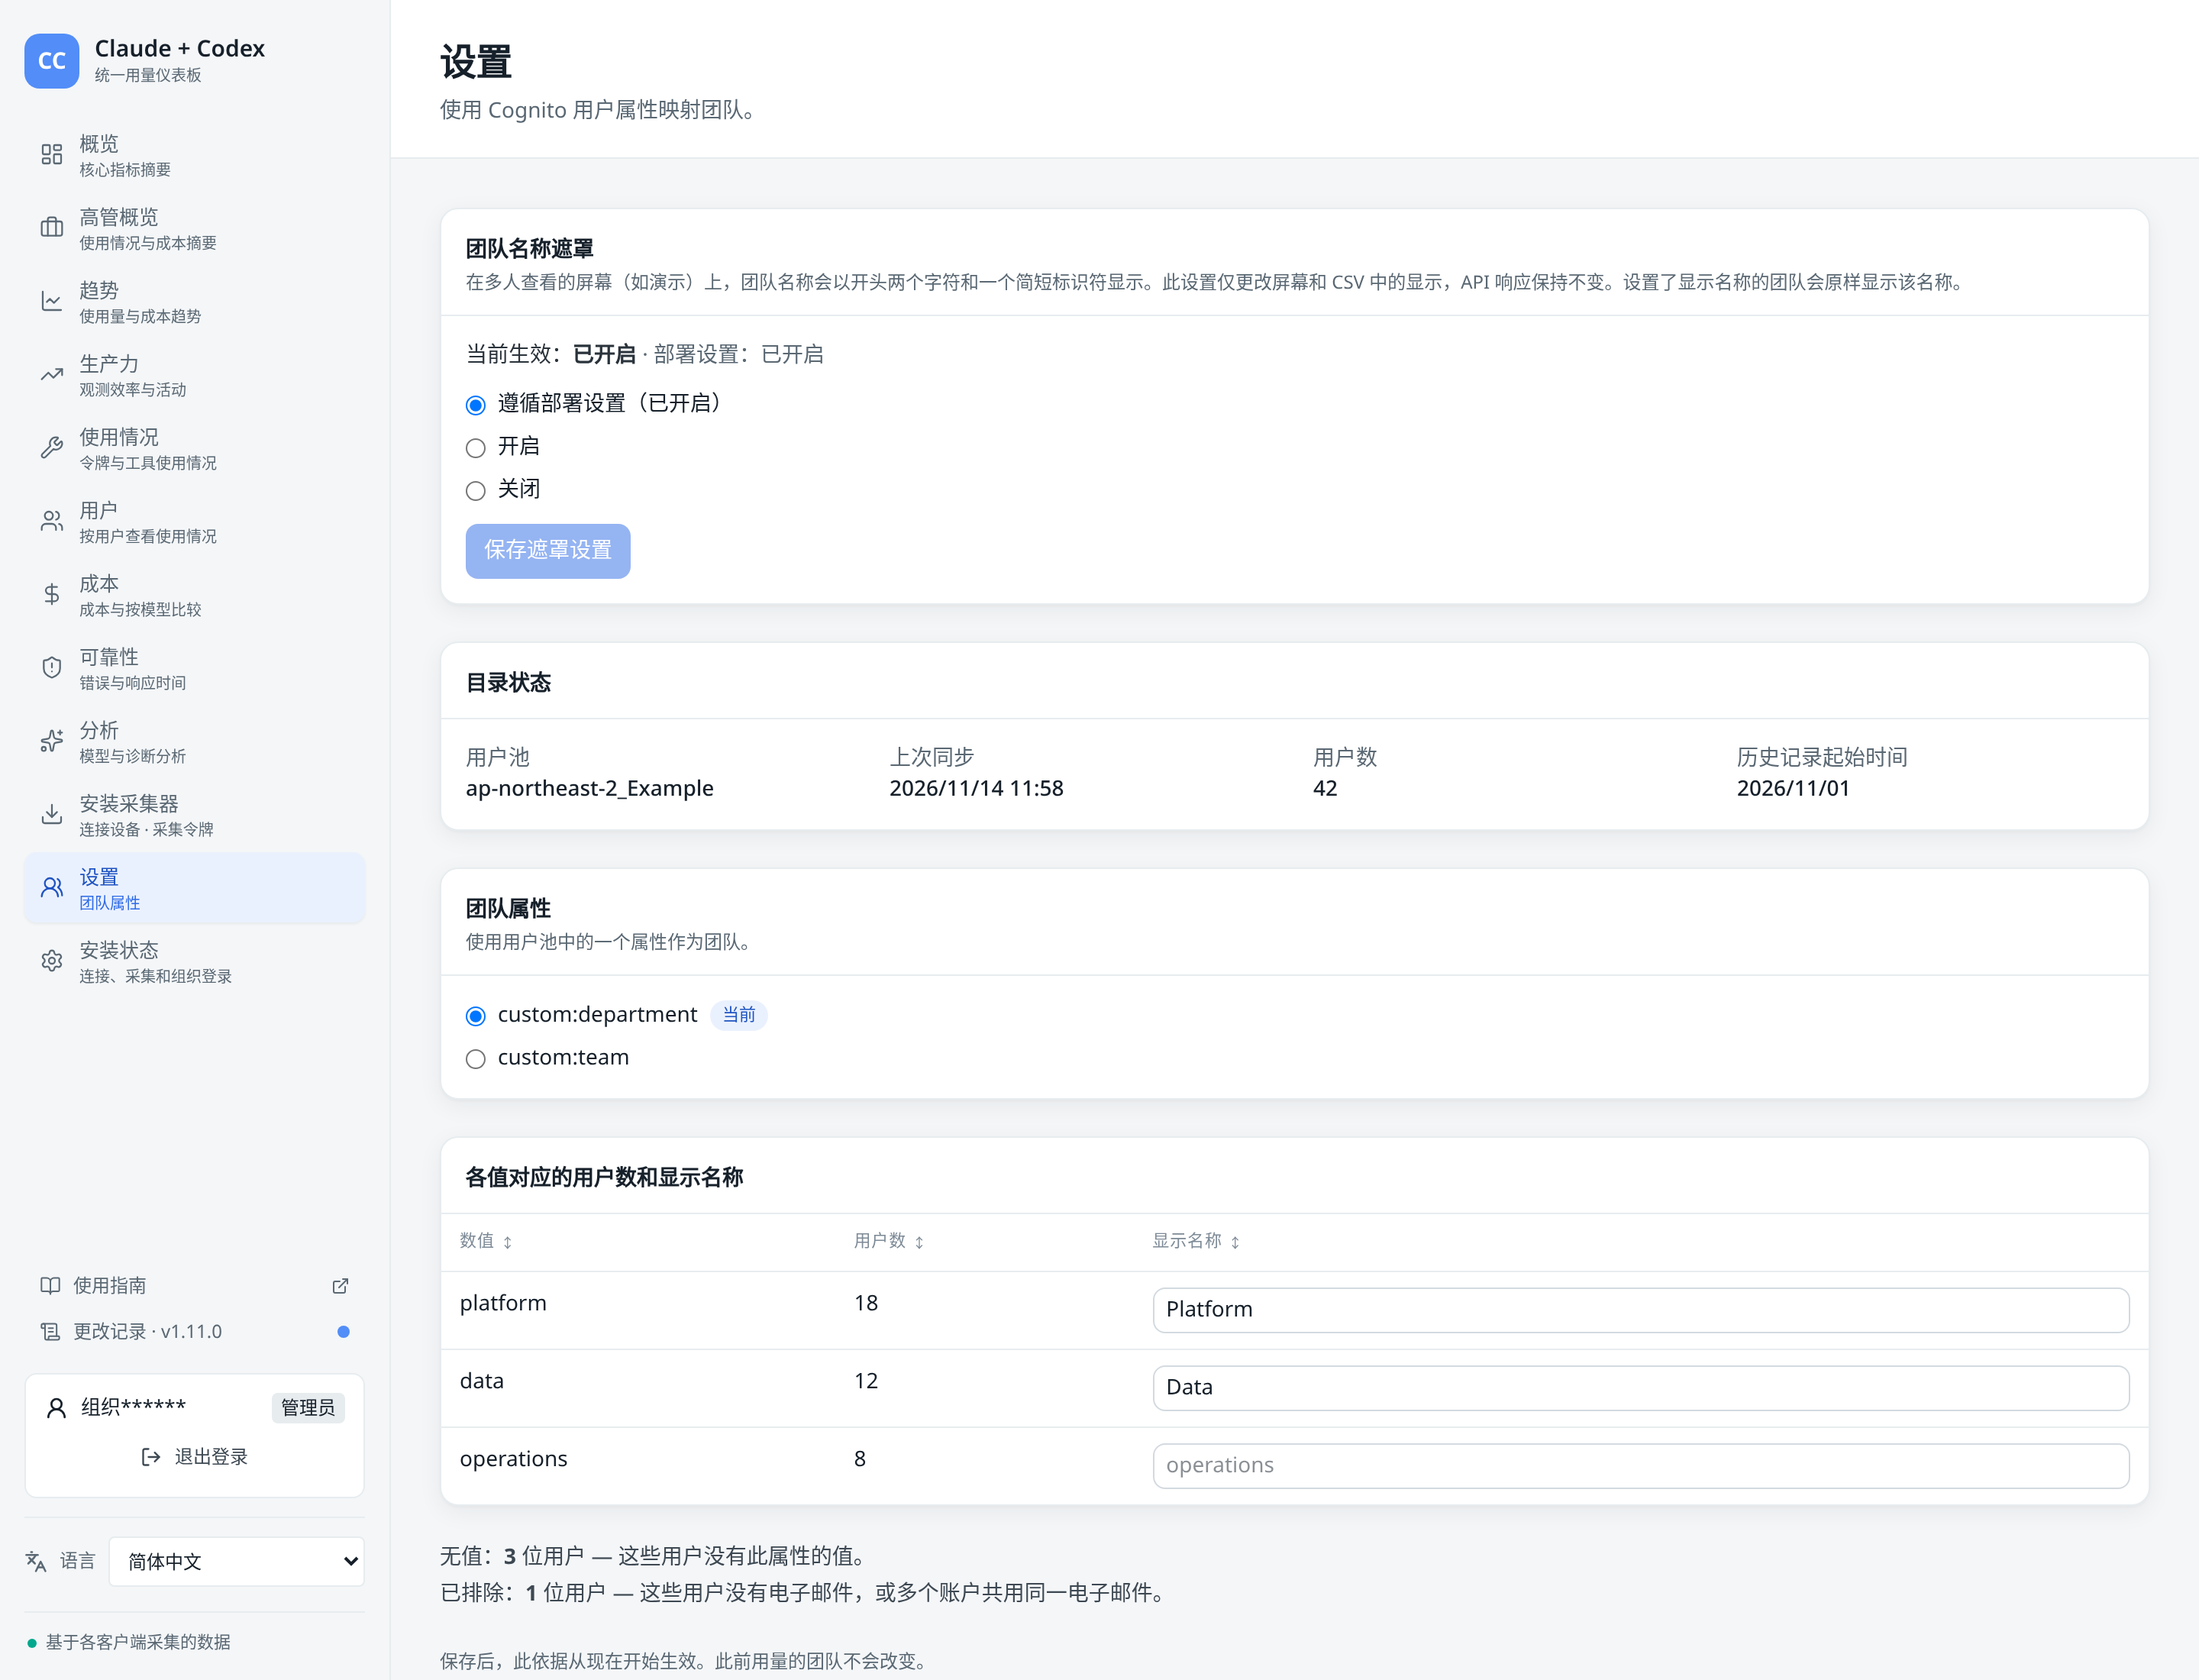 CC
Claude + Codex
统一用量仪表板
概览
核心指标摘要
高管概览
使用情况与成本摘要
趋势
使用量与成本趋势
生产力
观测效率与活动
使用情况
令牌与工具使用情况
用户
按用户查看使用情况
成本
成本与按模型比较
可靠性
错误与响应时间
分析
模型与诊断分析
安装采集器
连接设备 · 采集令牌
设置
团队属性
安装状态
连接、采集和组织登录
使用指南
更改记录 · v1.11.0
组织******
管理员
退出登录
语言
简体中文
基于各客户端采集的数据
设置
使用 Cognito 用户属性映射团队。
团队名称遮罩
在多人查看的屏幕（如演示）上，团队名称会以开头两个字符和一个简短标识符显示。此设置仅更改屏幕和 CSV 中的显示，API 响应保持不变。设置了显示名称的团队会原样显示该名称。
当前生效：已开启 · 部署设置：已开启
遵循部署设置（已开启）
开启
关闭
保存遮罩设置
目录状态
用户池 上次同步 用户数 历史记录起始时间
ap-northeast-2_Example 2026/11/14 11:58 42 2026/11/01
团队属性
使用用户池中的一个属性作为团队。
custom:department 当前
custom:team
各值对应的用户数和显示名称
数值 用户数 显示名称
platform 18 Platform
data 12 Data
operations 8 operations
无值：3 位用户 — 这些用户没有此属性的值。
已排除：1 位用户 — 这些用户没有电子邮件，或多个账户共用同一电子邮件。
保存后，此依据从现在开始生效。此前用量的团队不会改变。